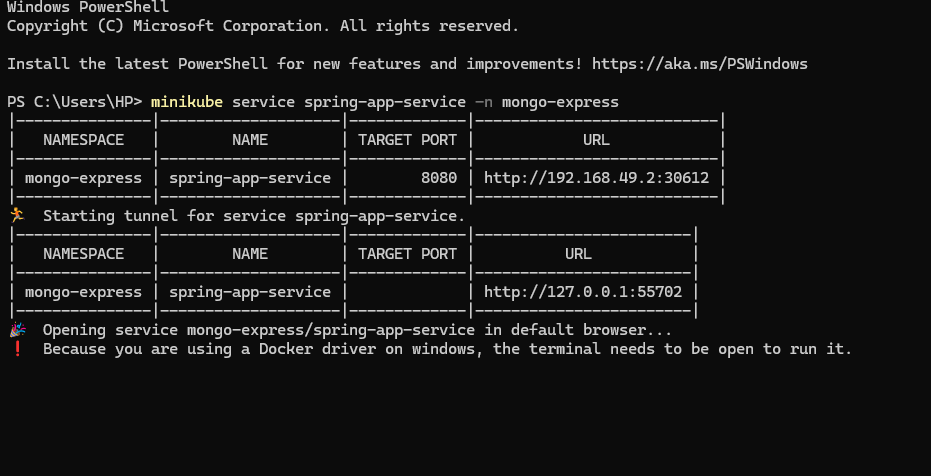 Windows PowerShell
Copyright (C) Microsoft Corporation. All rights reserved.
Install the latest PowerShell for new features and improvements! https://aka.ms/PSWindows
PS C:\Users\HP> minikube service spring-app-service -n mongo-express
|---------------|--------------------|-------------|---------------------------|
|   NAMESPACE   |        NAME        | TARGET PORT |            URL            |
|---------------|--------------------|-------------|---------------------------|
| mongo-express | spring-app-service |        8080 | http://192.168.49.2:30612 |
|---------------|--------------------|-------------|---------------------------|
🏃 Starting tunnel for service spring-app-service.
|---------------|--------------------|-------------|------------------------|
|   NAMESPACE   |        NAME        | TARGET PORT |          URL           |
|---------------|--------------------|-------------|------------------------|
| mongo-express | spring-app-service |             | http://127.0.0.1:55702 |
|---------------|--------------------|-------------|------------------------|
🎉 Opening service mongo-express/spring-app-service in default browser...
❗ Because you are using a Docker driver on windows, the terminal needs to be open to run it.